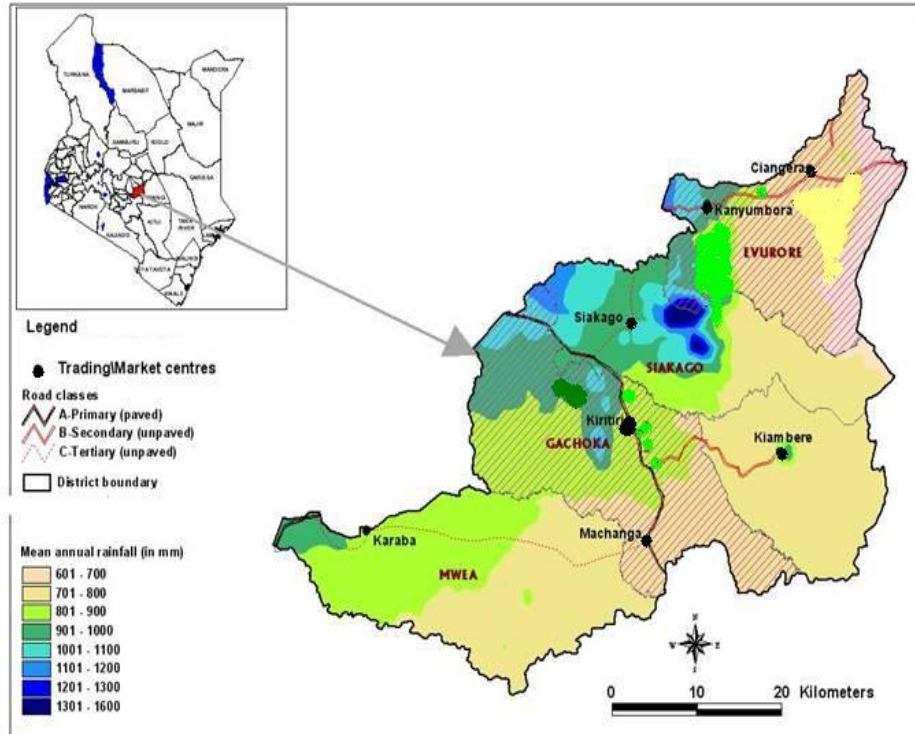 TURKANA
MARSABIT
MANDERA
WAJIR
SAMBURU
ISIOLO
GARISSA
NAROK
KITUI
TANA
RIVER
KAJIADO
MALINDI
KWALE
Legend
Trading\Market centres
Road classes
A-Primary (paved)
B-Secondary (unpaved)
C-Tertiary (unpaved)
District boundary
Mean annual rainfall (in mm)
601 - 700
701 - 800
801 - 900
901 - 1000
1001 - 1100
1101 - 1200
1201 - 1300
1301 - 1600
Ciangera
Kanyumbora
EVURORE
Siakago
SIAKAGO
Kiritiri
GACHOKA
Kiambere
Karaba
Machanga
MWEA
N
W E
S
0 10 20 Kilometers